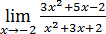 lim x→−2 (3x²+5x−2)/(x²+3x+2)